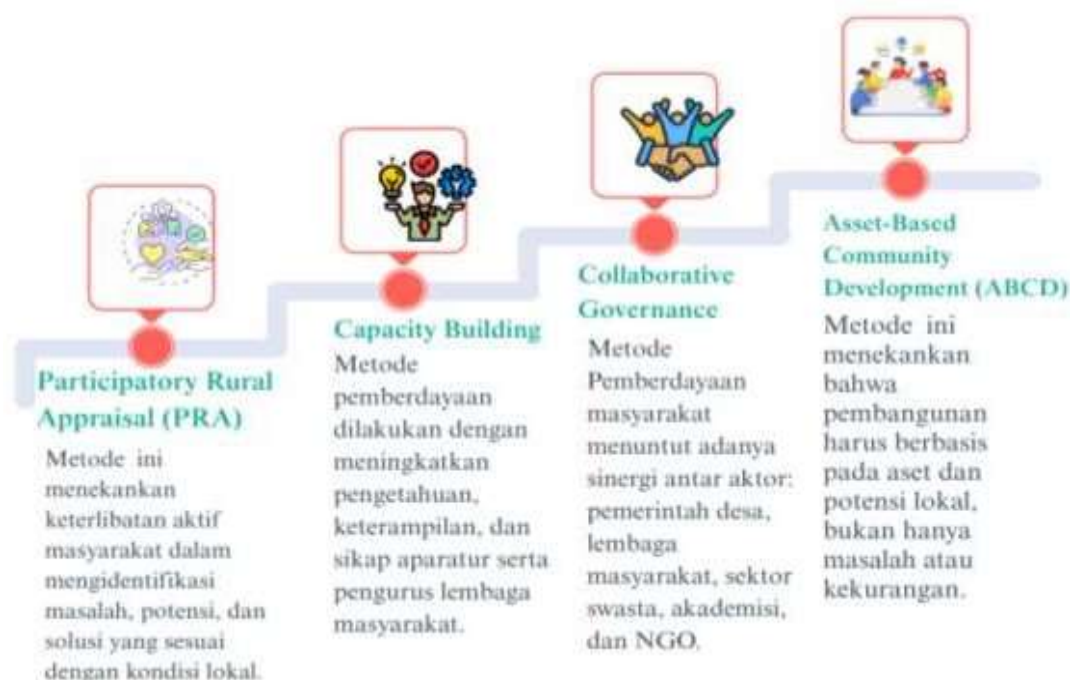 Participatory Rural
Appraisal (PRA)
Metode ini
menekankan
keterlibatan aktif
masyarakat dalam
mengidentifikasi
masalah, potensi, dan
solusi yang sesuai
dengan kondisi lokal.
Capacity Building
Metode
pemberdayaan
dilakukan dengan
meningkatkan
pengetahuan,
keterampilan, dan
sikap aparatur serta
pengurus lembaga
masyarakat.
Collaborative
Governance
Metode
Pemberdayaan
masyarakat
menuntut adanya
sinergi antar aktor:
pemerintah desa,
lembaga
masyarakat, sektor
swasta, akademisi,
dan NGO.
Asset-Based
Community
Development (ABCD)
Metode ini
menekankan
bahwa
pembangunan
harus berbasis
pada aset dan
potensi lokal,
bukan hanya
masalah atau
kekurangan.